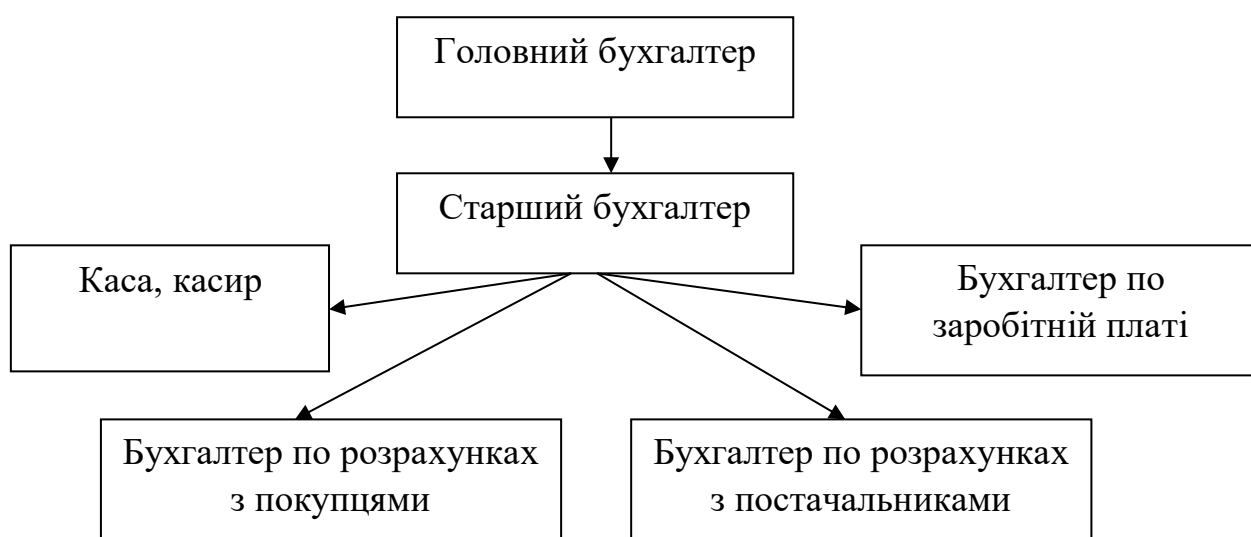 Головний бухгалтер
Старший бухгалтер
Каса, касир
Бухгалтер по
заробітній платі
Бухгалтер по розрахунках
з покупцями
Бухгалтер по розрахунках
з постачальниками